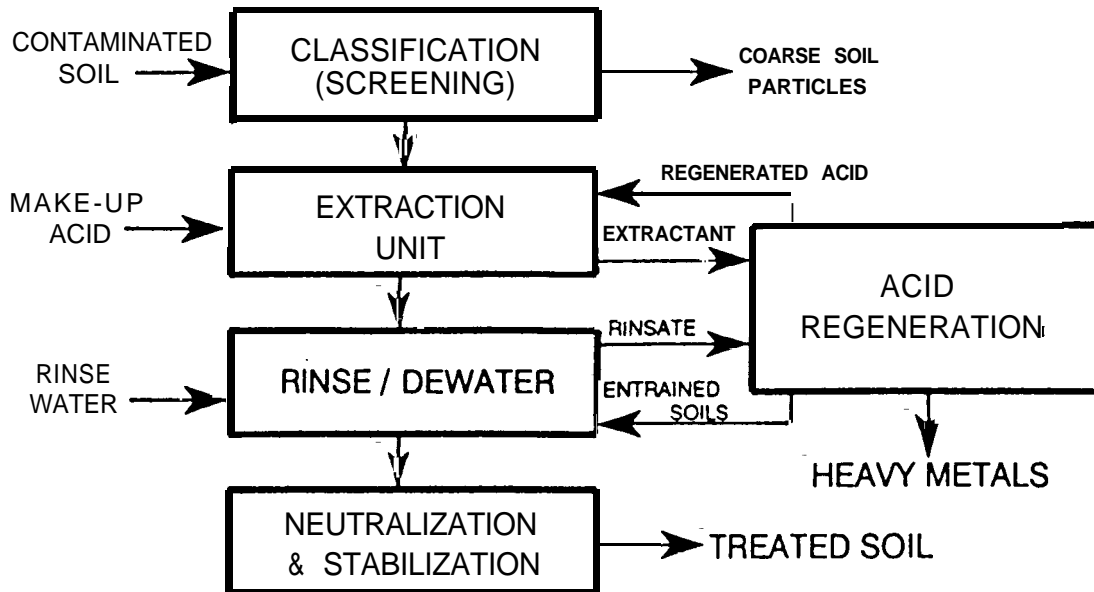 CONTAMINATED
SOIL
CLASSIFICATION
(SCREENING)
COARSE SOIL
PARTICLES
MAKE-UP
ACID
EXTRACTION
UNIT
REGENERATED ACID
EXTRACTANT
ACID
REGENERATION
RINSE
WATER
RINSE / DEWATER
RINSATE
ENTRAINED
SOILS
HEAVY METALS
NEUTRALIZATION
& STABILIZATION
TREATED SOIL